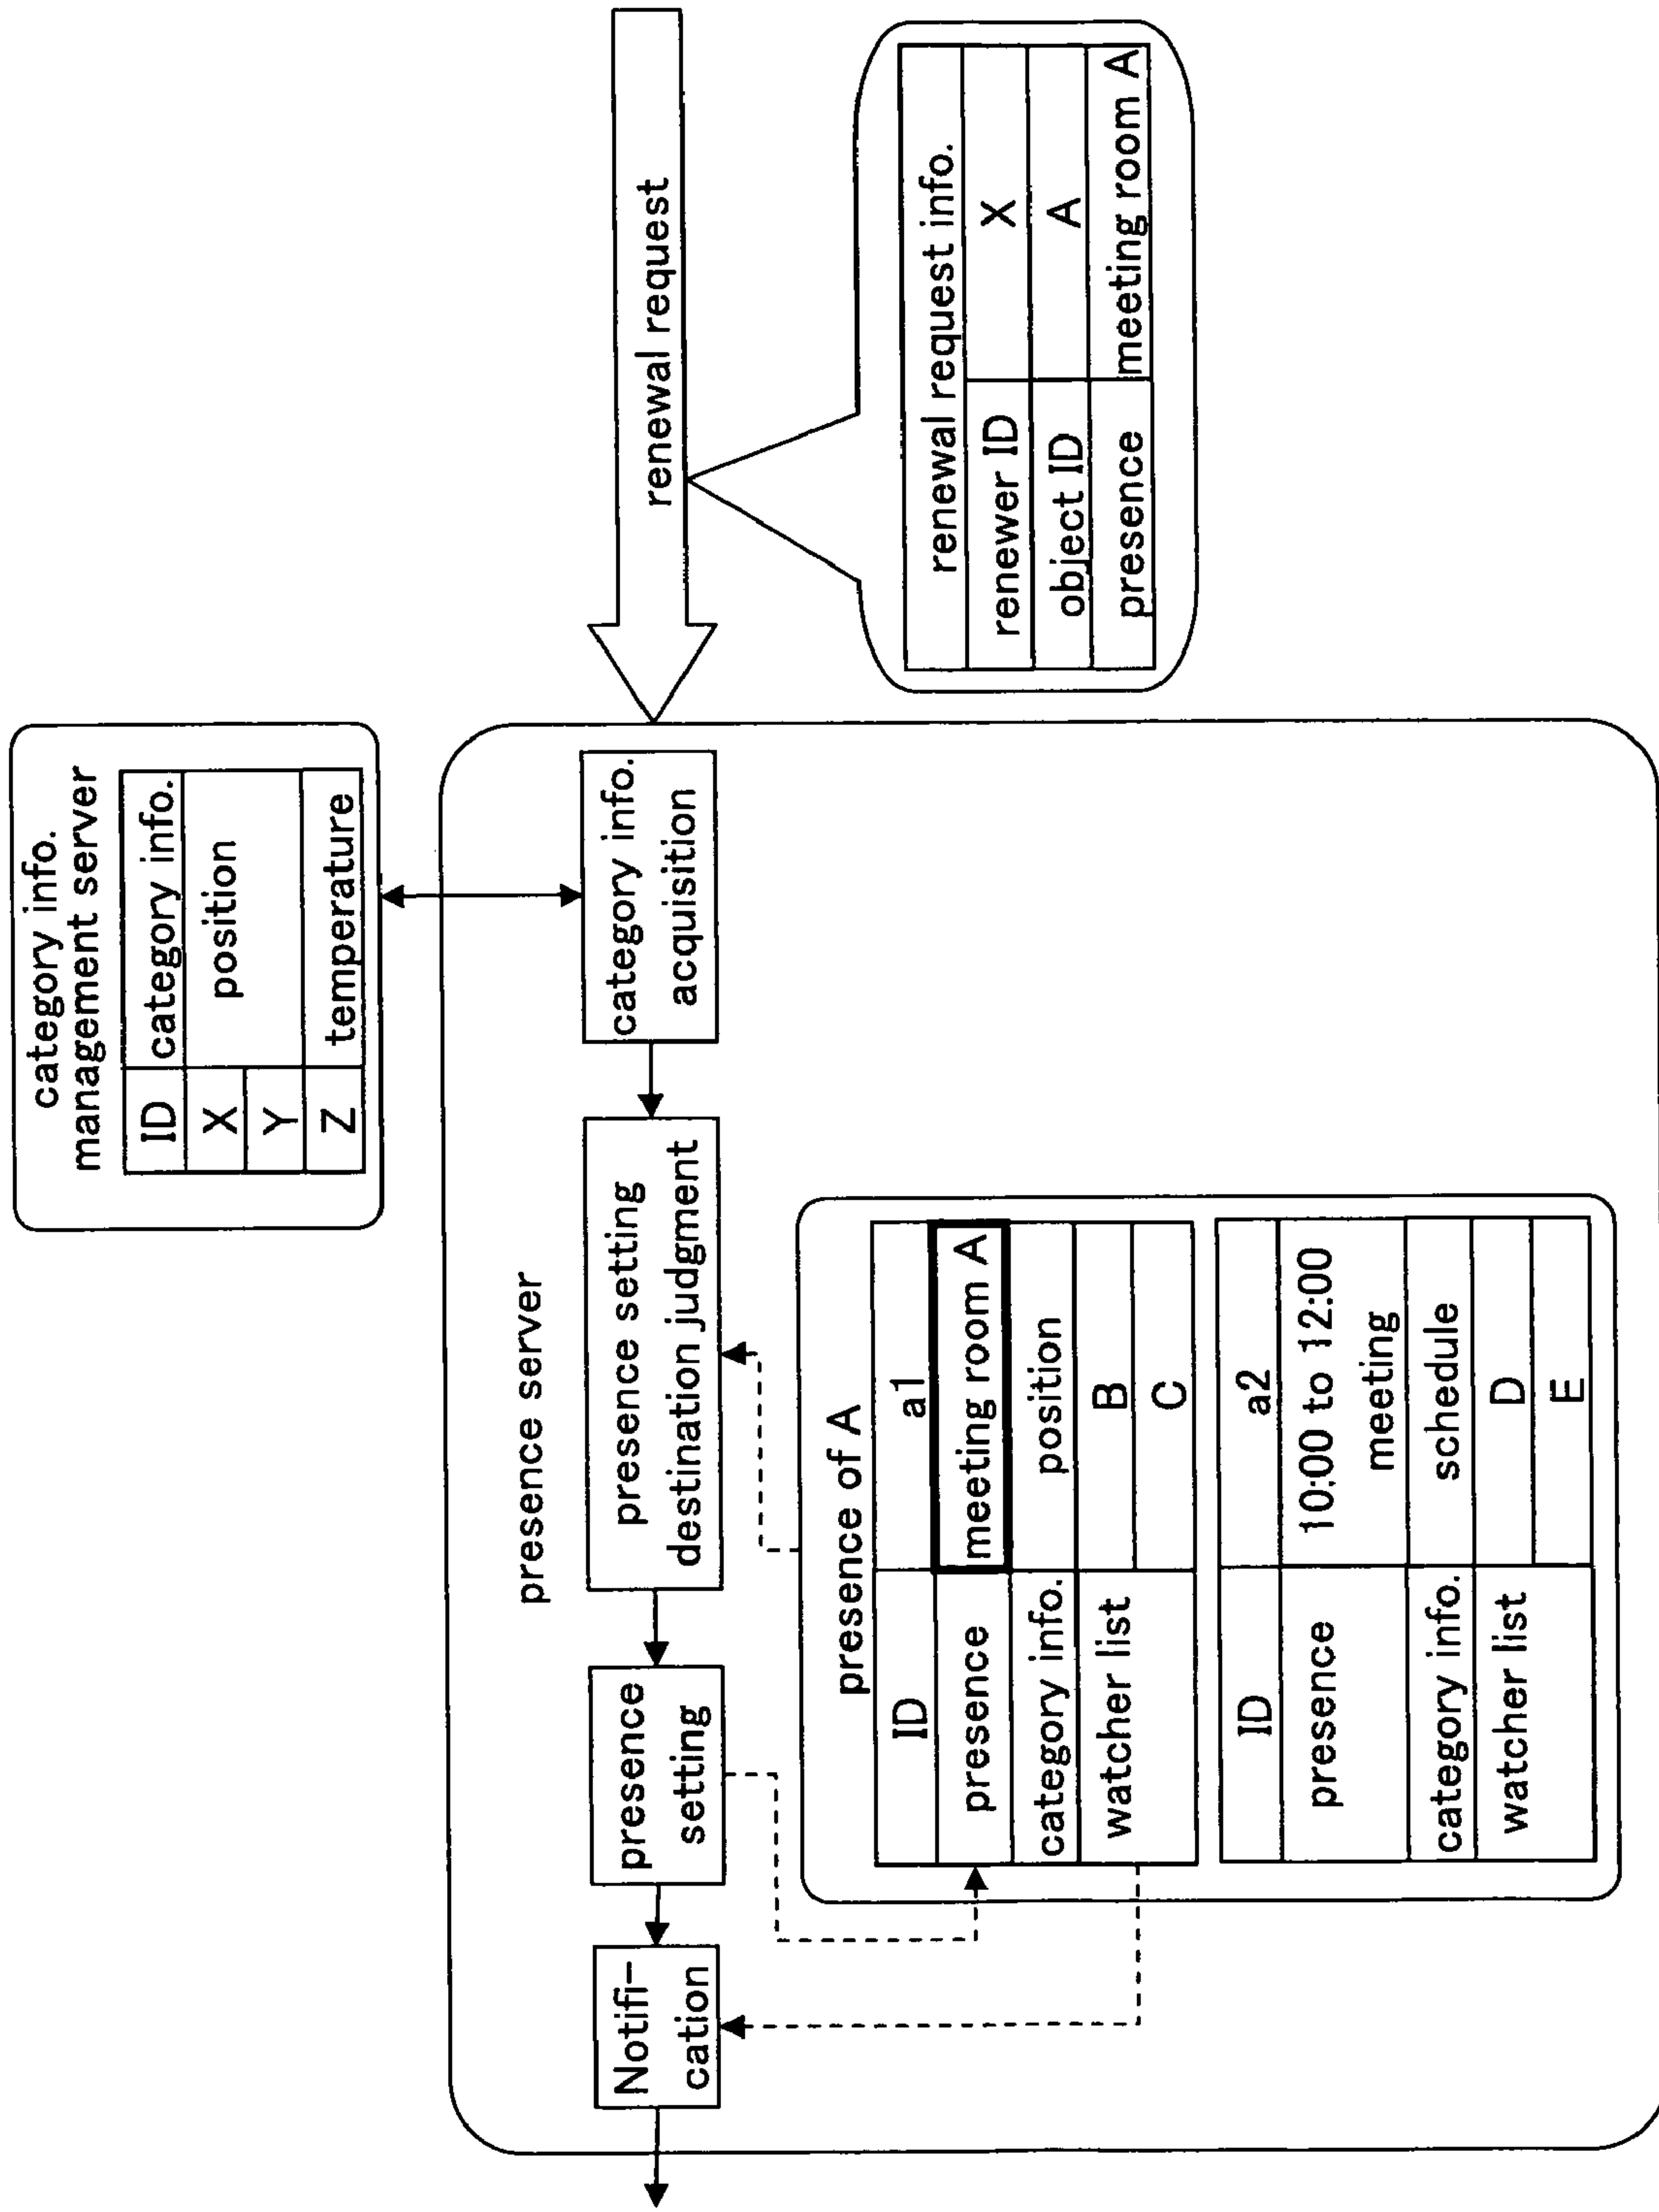 category info.
management server
ID
category info.
X
position
Y
Z
temperature
renewal request
renewal request info.
renewer ID
X
object ID
A
presence
meeting room A
presence server
category info.
acquisition
presence setting
destination judgment
presence
setting
Notifi-
cation
presence of A
ID
a1
presence
meeting room A
category info.
position
watcher list
B
C
ID
a2
presence
10:00 to 12:00
meeting
category info.
schedule
watcher list
D
E